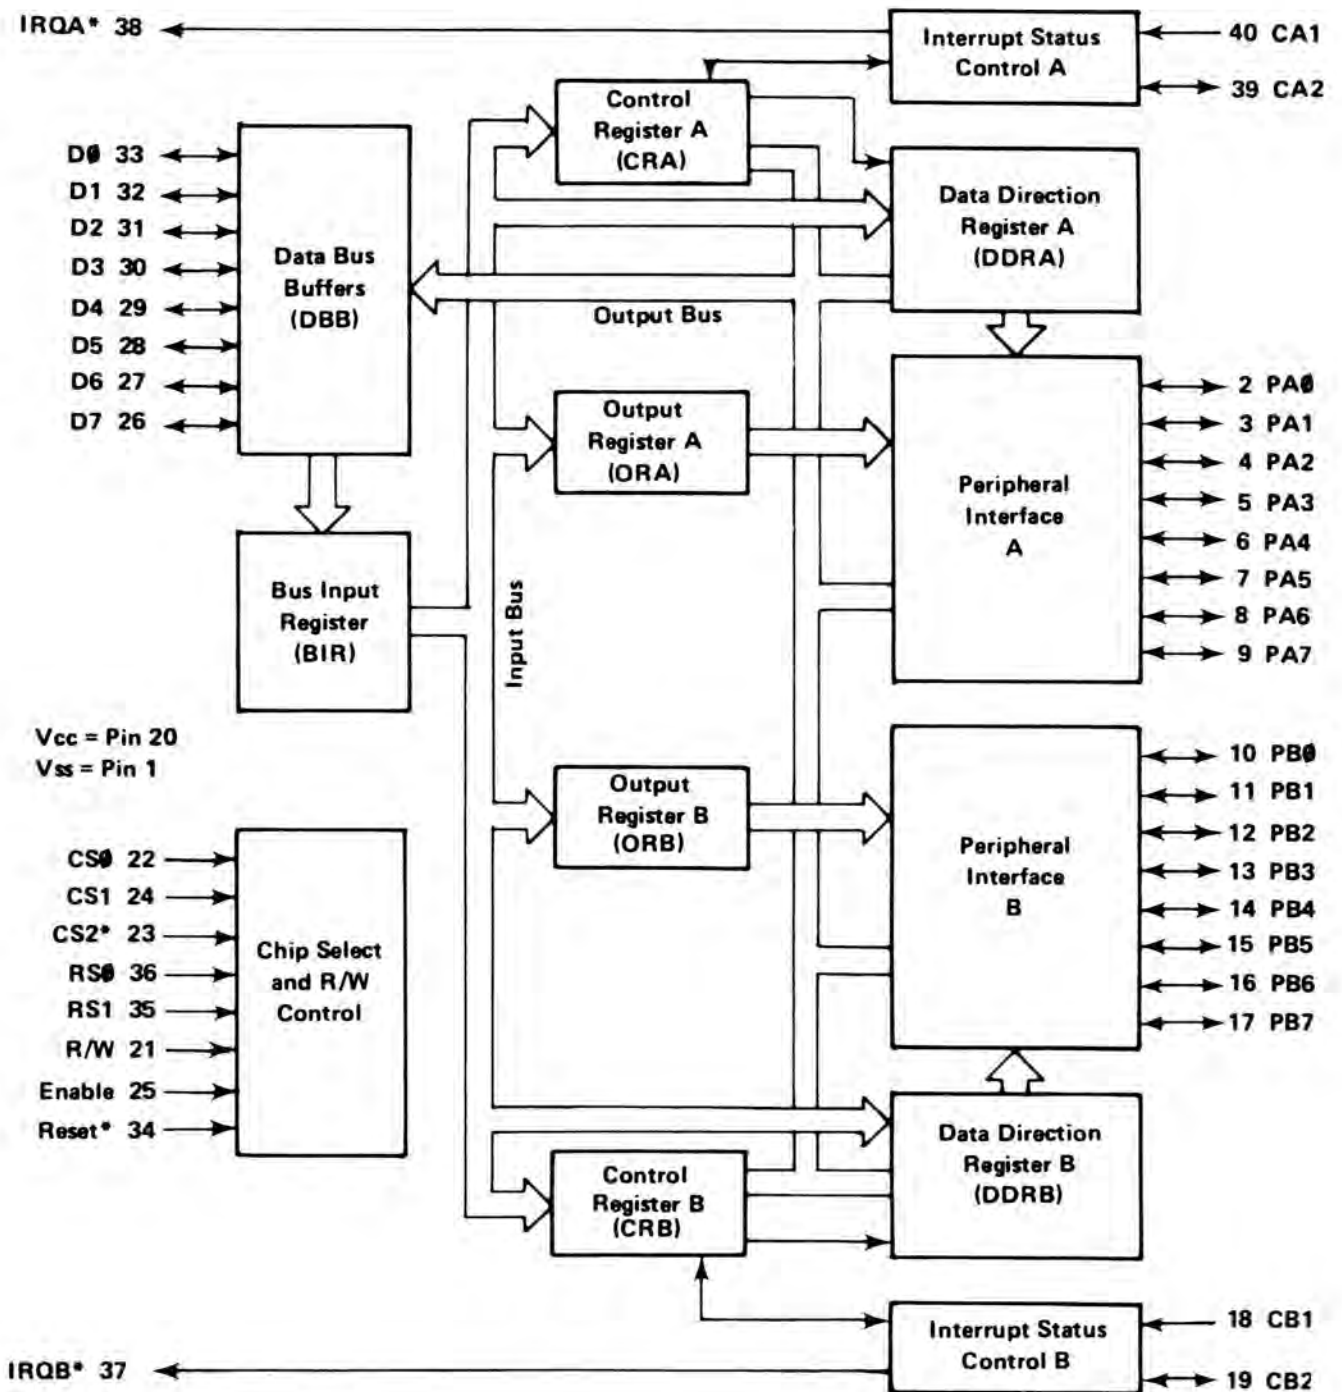 IRQA* 38
Interrupt Status
Control A
40 CA1
39 CA2
Control
Register A
(CRA)
D0 33
D1 32
D2 31
D3 30
D4 29
D5 28
D6 27
D7 26
Data Bus
Buffers
(DBB)
Data Direction
Register A
(DDRA)
Output Bus
Output
Register A
(ORA)
Peripheral
Interface
A
2 PA0
3 PA1
4 PA2
5 PA3
6 PA4
7 PA5
8 PA6
9 PA7
Bus Input
Register
(BIR)
Input Bus
Vcc = Pin 20
Vss = Pin 1
Output
Register B
(ORB)
Peripheral
Interface
B
10 PB0
11 PB1
12 PB2
13 PB3
14 PB4
15 PB5
16 PB6
17 PB7
CS0 22
CS1 24
CS2* 23
RS0 36
RS1 35
R/W 21
Enable 25
Reset* 34
Chip Select
and R/W
Control
Data Direction
Register B
(DDRB)
Control
Register B
(CRB)
Interrupt Status
Control B
18 CB1
19 CB2
IRQB* 37